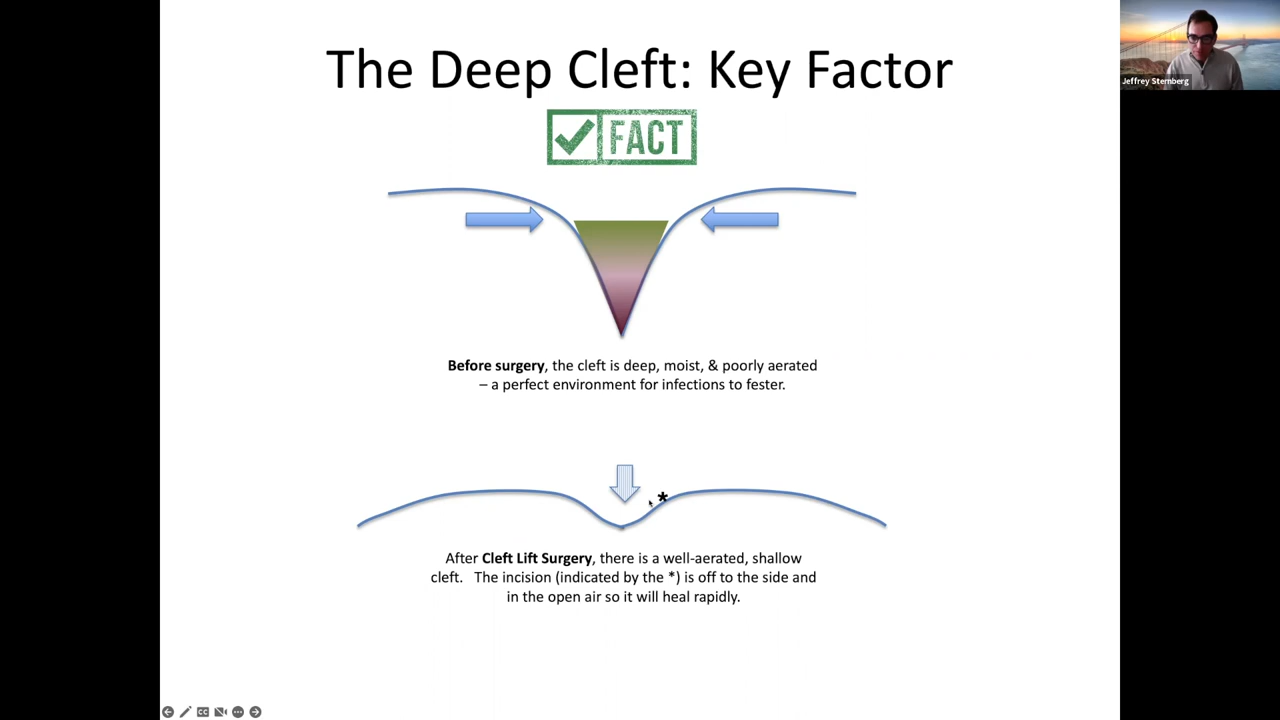 The Deep Cleft: Key Factor
FACT
Jeffrey Sternberg
Before surgery, the cleft is deep, moist, & poorly aerated
– a perfect environment for infections to fester.
*
After Cleft Lift Surgery, there is a well-aerated, shallow
cleft. The incision (indicated by the *) is off to the side and
in the open air so it will heal rapidly.
CC